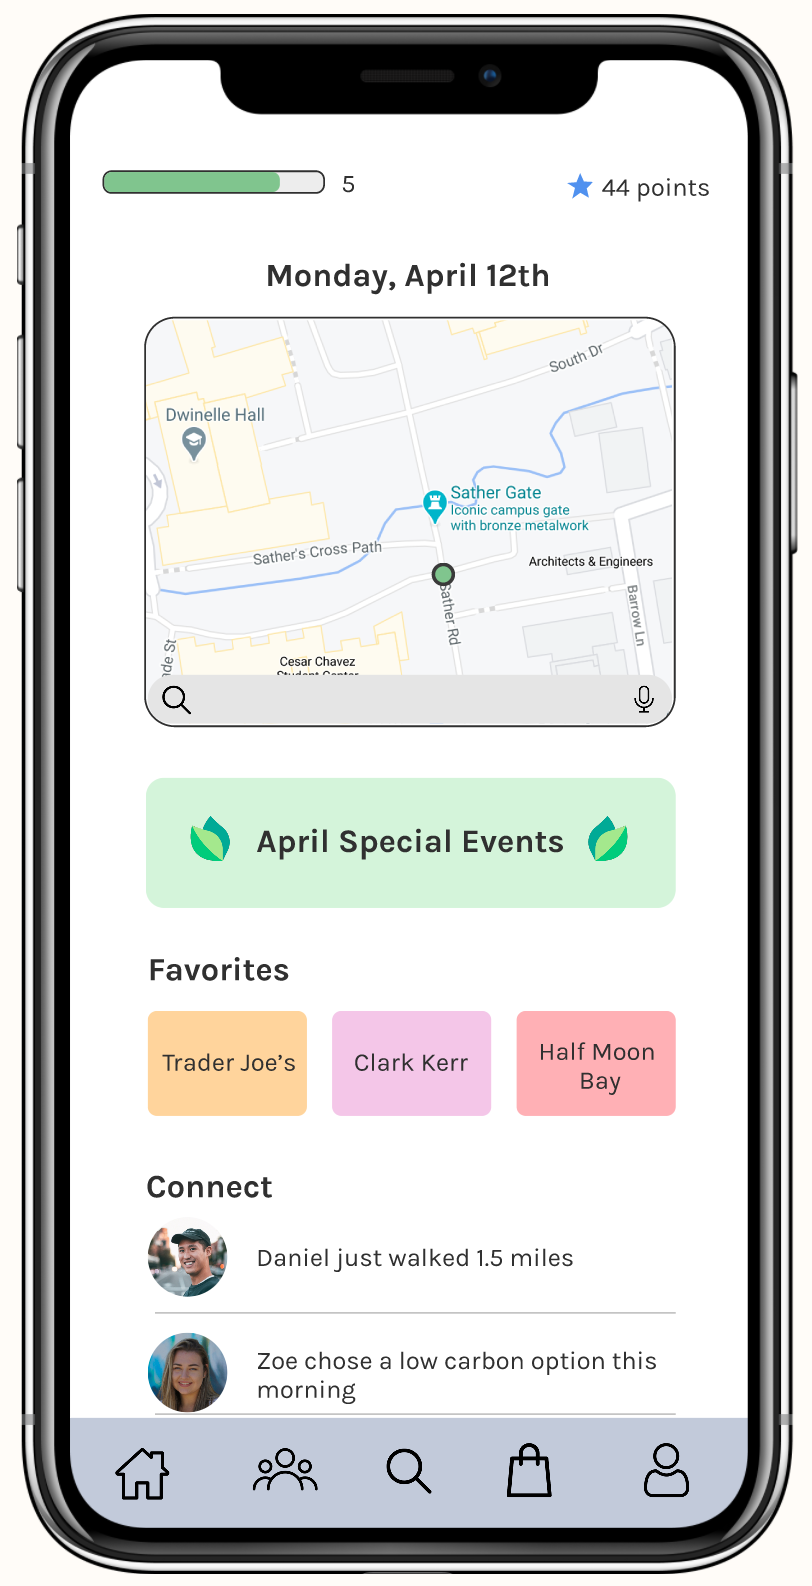 5
44 points
Monday, April 12th
South Dr
Dwinelle Hall
Sather Gate
Iconic campus gate
with bronze metalwork
Sather's Cross Path
Architects & Engineers
Sather Rd
Barrow Ln
de St
Cesar Chavez
Student Center
April Special Events
Favorites
Trader Joe’s
Clark Kerr
Half Moon
Bay
Connect
Daniel just walked 1.5 miles
Zoe chose a low carbon option this
morning